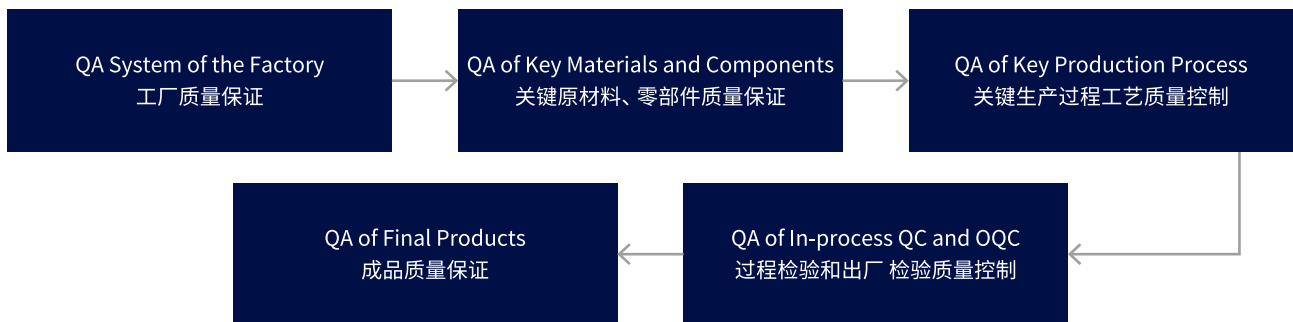 QA System of the Factory
工厂质量保证
QA of Key Materials and Components
关键原材料、零部件质量保证
QA of Key Production Process
关键生产过程工艺质量控制
QA of In-process QC and OQC
过程检验和出厂 检验质量控制
QA of Final Products
成品质量保证